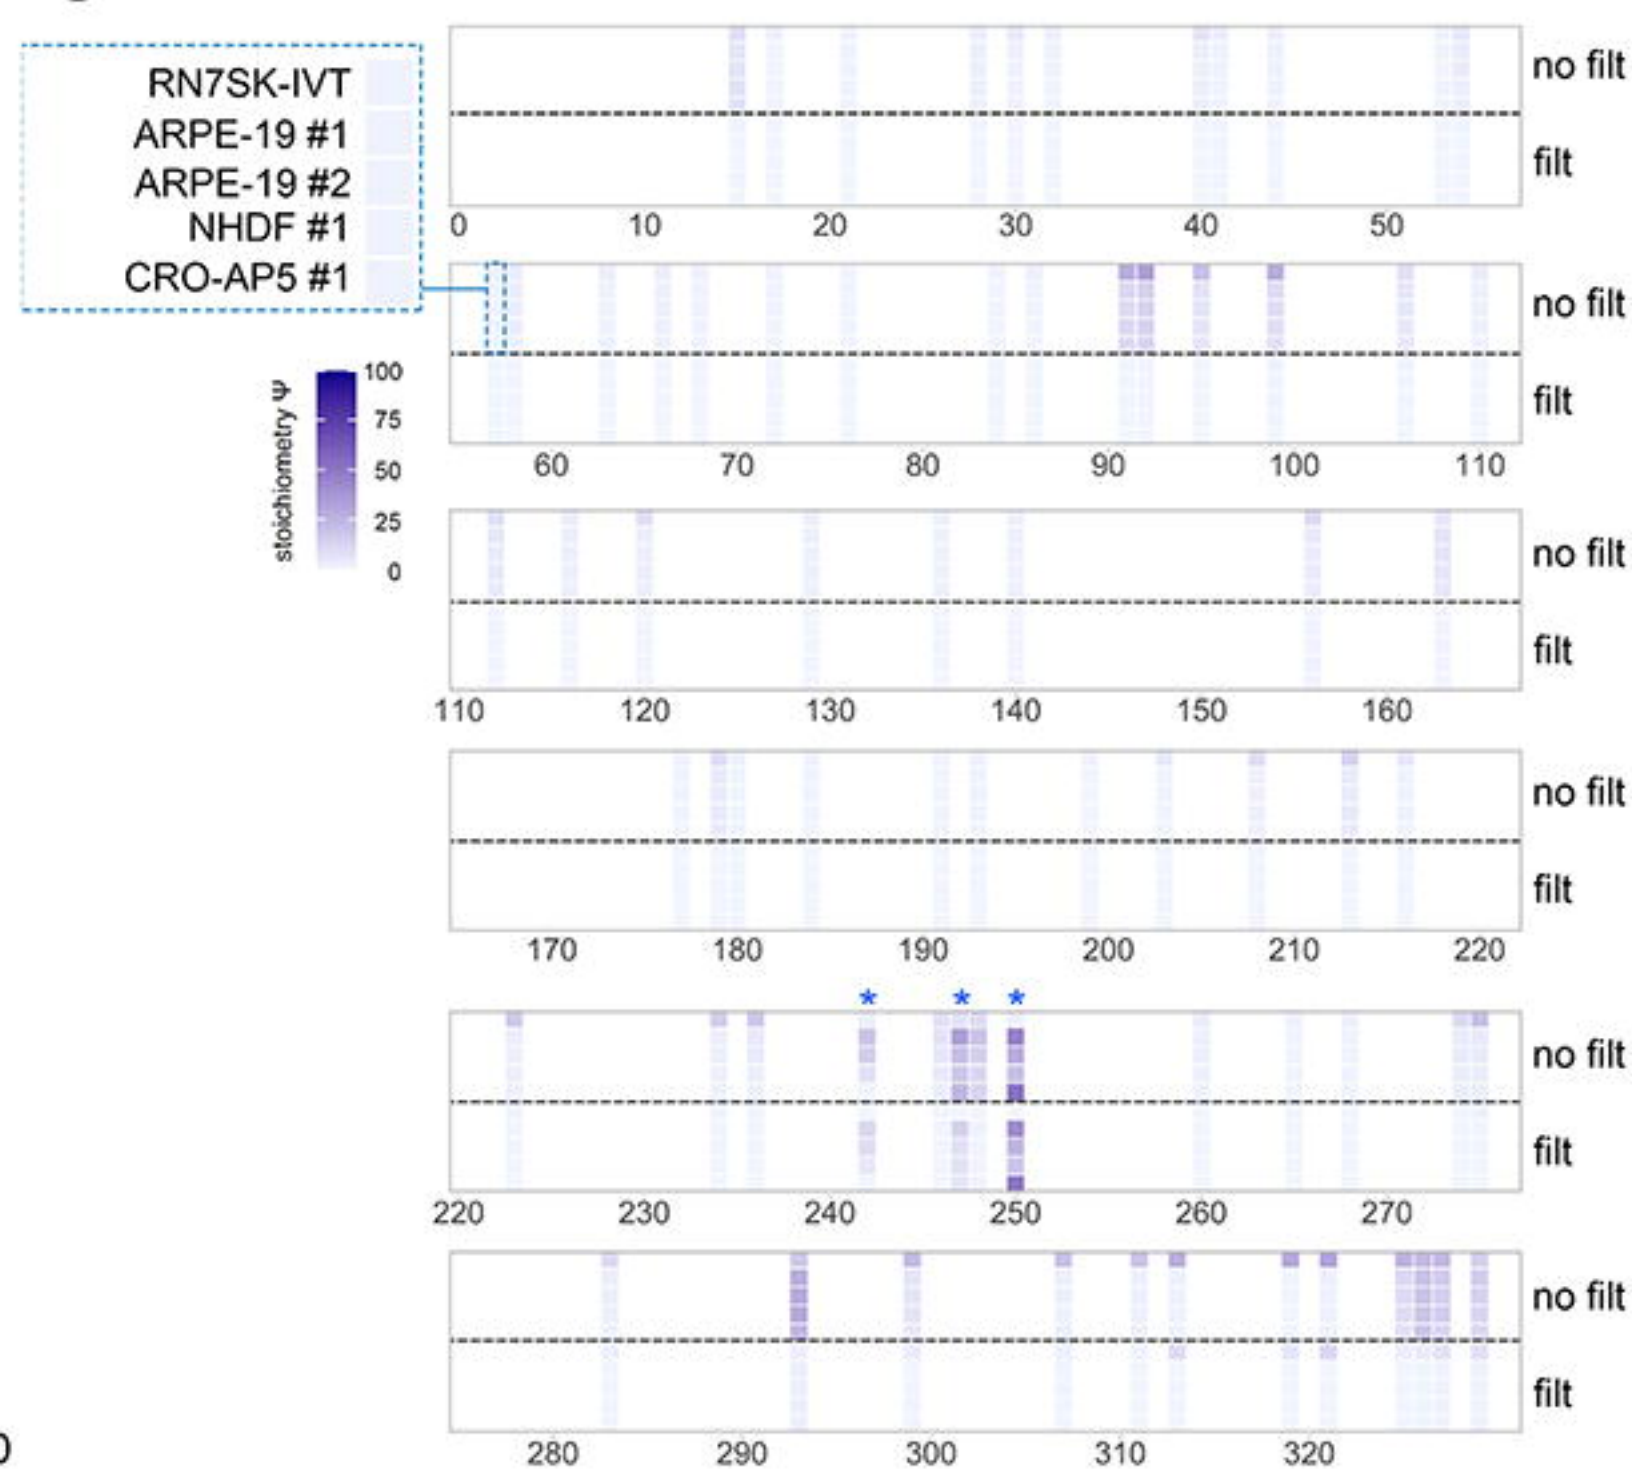 RN7SK-IVT
ARPE-19 #1
ARPE-19 #2
NHDF #1
CRO-AP5 #1
stoichiometry Ψ
100
75
50
25
0
no filt
filt
0 10 20 30 40 50
no filt
filt
60 70 80 90 100 110
no filt
filt
110 120 130 140 150 160
no filt
filt
170 180 190 200 210 220
* * *
no filt
filt
220 230 240 250 260 270
no filt
filt
280 290 300 310 320
0